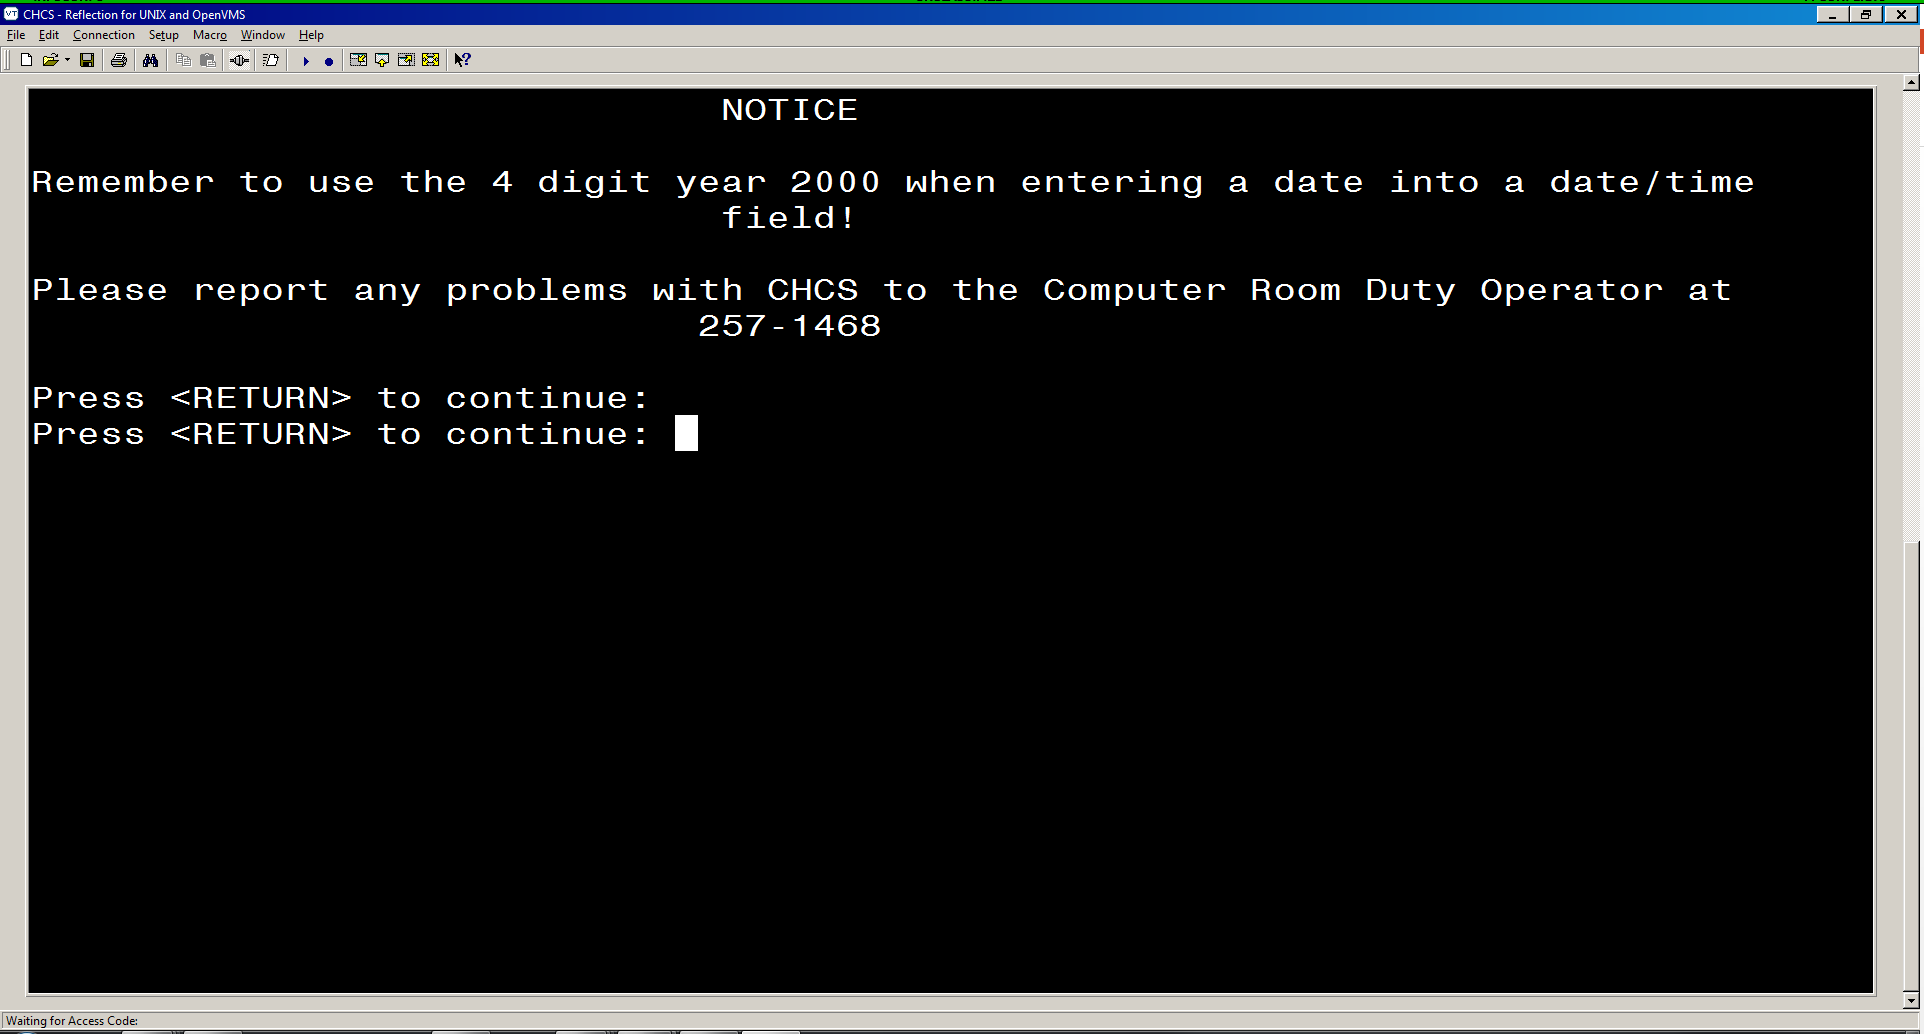 CHCS - Reflection for UNIX and OpenVMS
File Edit Connection Setup Macro Window Help
NOTICE
Remember to use the 4 digit year 2000 when entering a date into a date/time
field!
Please report any problems with CHCS to the Computer Room Duty Operator at
257-1468
Press <RETURN> to continue:
Press <RETURN> to continue:
Waiting for Access Code: